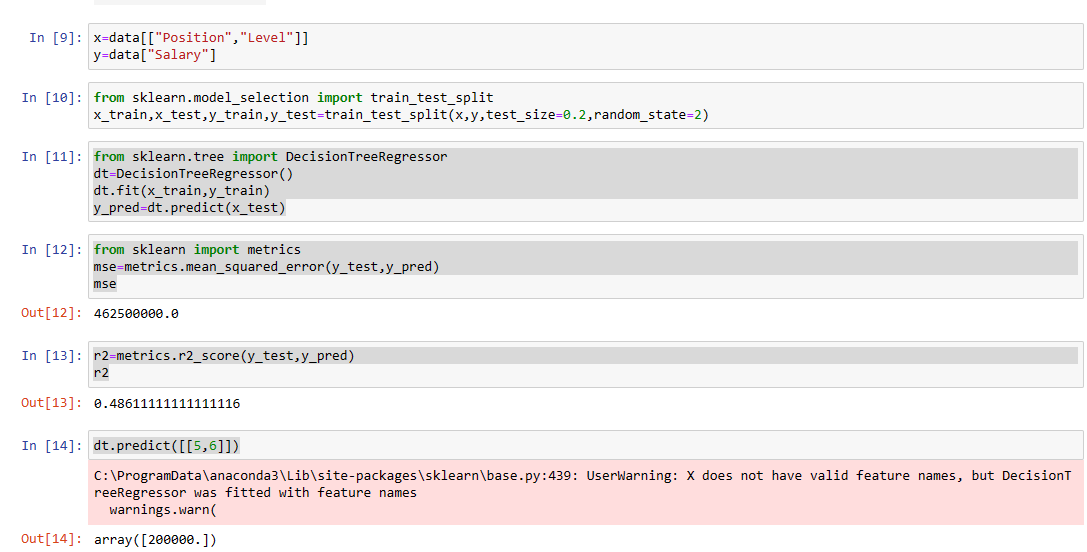 In [9]: x=data[["Position","Level"]]
y=data["Salary"]
In [10]: from sklearn.model_selection import train_test_split
x_train,x_test,y_train,y_test=train_test_split(x,y,test_size=0.2,random_state=2)
In [11]: from sklearn.tree import DecisionTreeRegressor
dt=DecisionTreeRegressor()
dt.fit(x_train,y_train)
y_pred=dt.predict(x_test)
In [12]: from sklearn import metrics
mse=metrics.mean_squared_error(y_test,y_pred)
mse
Out[12]: 462500000.0
In [13]: r2=metrics.r2_score(y_test,y_pred)
r2
Out[13]: 0.48611111111111116
In [14]: dt.predict([[5,6]])
C:\ProgramData\anaconda3\Lib\site-packages\sklearn\base.py:439: UserWarning: X does not have valid feature names, but DecisionT
reeRegressor was fitted with feature names
warnings.warn(
Out[14]: array([200000.])